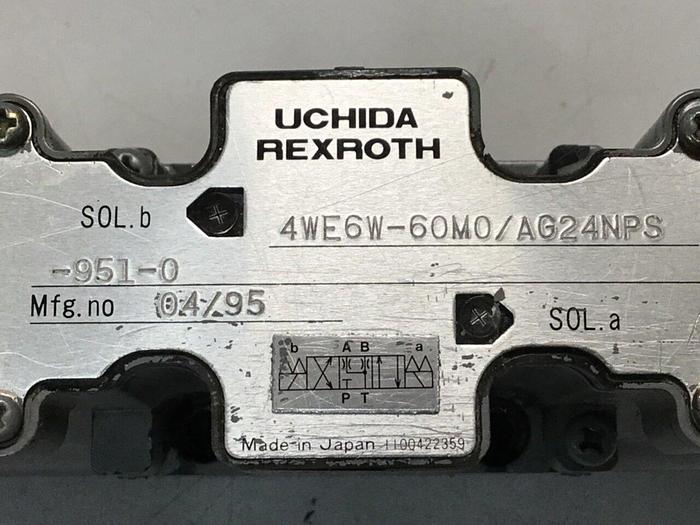 UCHIDA
REXROTH
SOL.b
4WE6W-60M0/AG24NPS
-951-0
Mfg.no 04/95
SOL.a
b A B a
T
P T
Made in Japan 1100422359